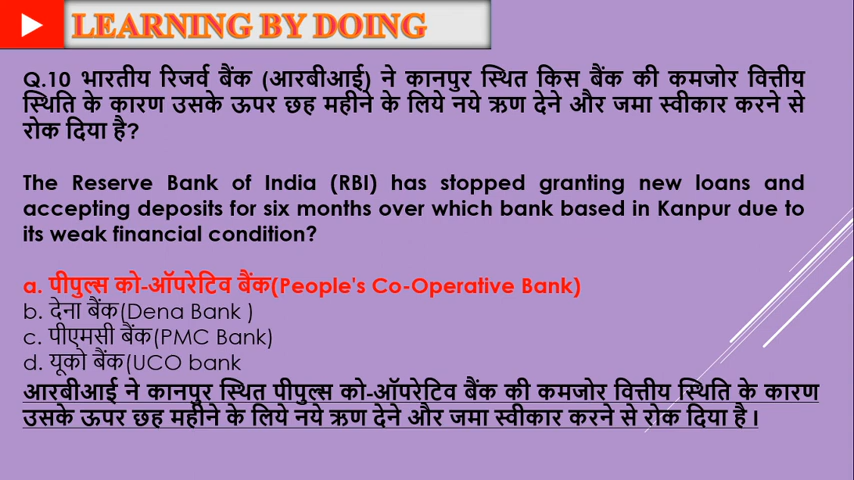 LEARNING BY DOING
Q.10 भारतीय रिजर्व बैंक (आरबीआई) ने कानपुर स्थित किस बैंक की कमजोर वित्तीय
स्थिति के कारण उसके ऊपर छह महीने के लिये नये ऋण देने और जमा स्वीकार करने से
रोक दिया है?
The Reserve Bank of India (RBI) has stopped granting new loans and
accepting deposits for six months over which bank based in Kanpur due to
its weak financial condition?
a. पीपुल्स को-ऑपरेटिव बैंक(People's Co-Operative Bank)
b. देना बैंक(Dena Bank )
c. पीएमसी बैंक(PMC Bank)
d. यूको बैंक(UCO bank
आरबीआई ने कानपुर स्थित पीपुल्स को-ऑपरेटिव बैंक की कमजोर वित्तीय स्थिति के कारण
उसके ऊपर छह महीने के लिये नये ऋण देने और जमा स्वीकार करने से रोक दिया है ।